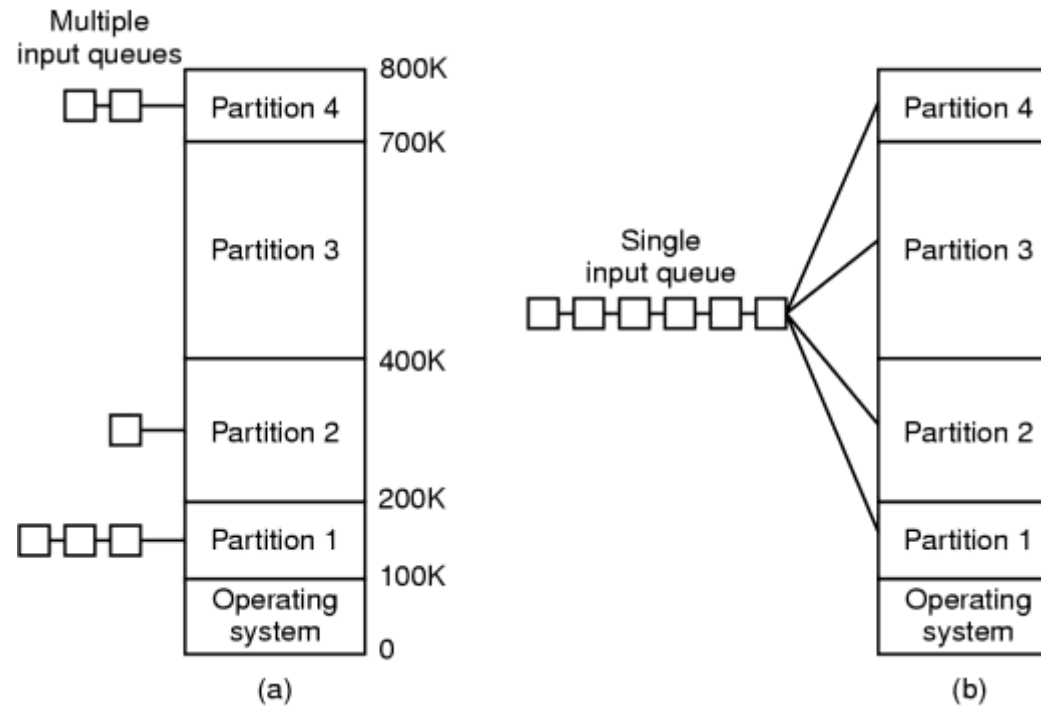 Multiple
input queues
800K
Partition 4
700K
Partition 3
400K
Partition 2
200K
Partition 1
100K
Operating
system
0
(a)
Single
input queue
Partition 4
Partition 3
Partition 2
Partition 1
Operating
system
(b)